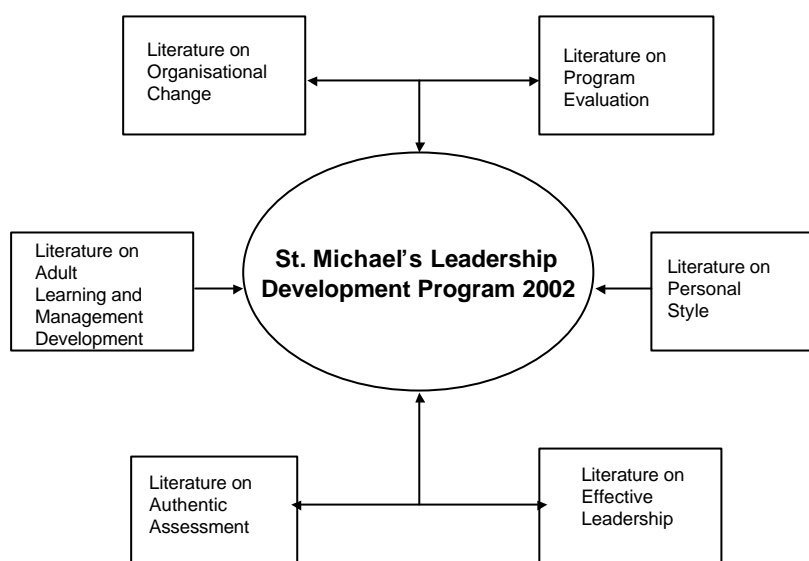 Literature on
Organisational
Change
Literature on
Program
Evaluation
Literature on
Adult
Learning and
Management
Development
St. Michael’s Leadership
Development Program 2002
Literature on
Personal
Style
Literature on
Authentic
Assessment
Literature on
Effective
Leadership